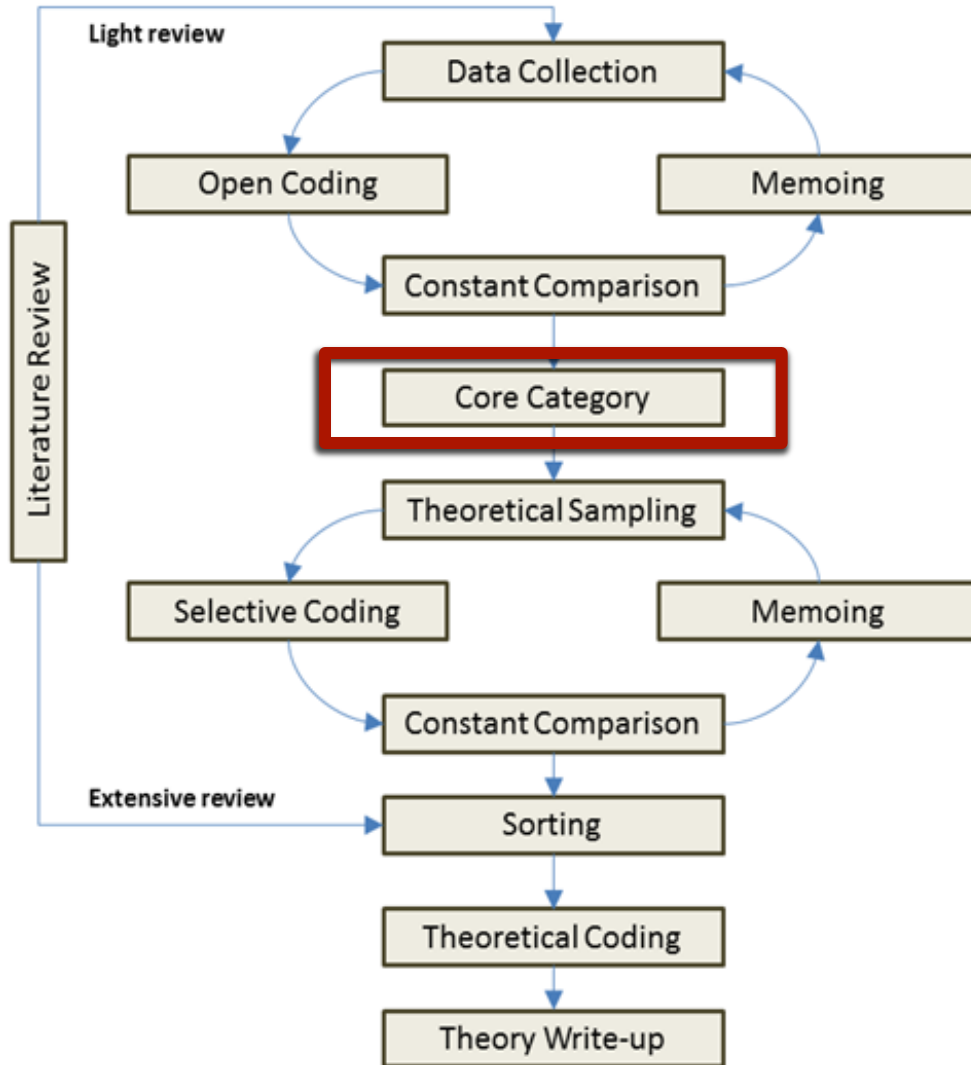 Light review
Data Collection
Open Coding
Memoing
Literature Review
Constant Comparison
Core Category
Theoretical Sampling
Selective Coding
Memoing
Constant Comparison
Extensive review
Sorting
Theoretical Coding
Theory Write-up